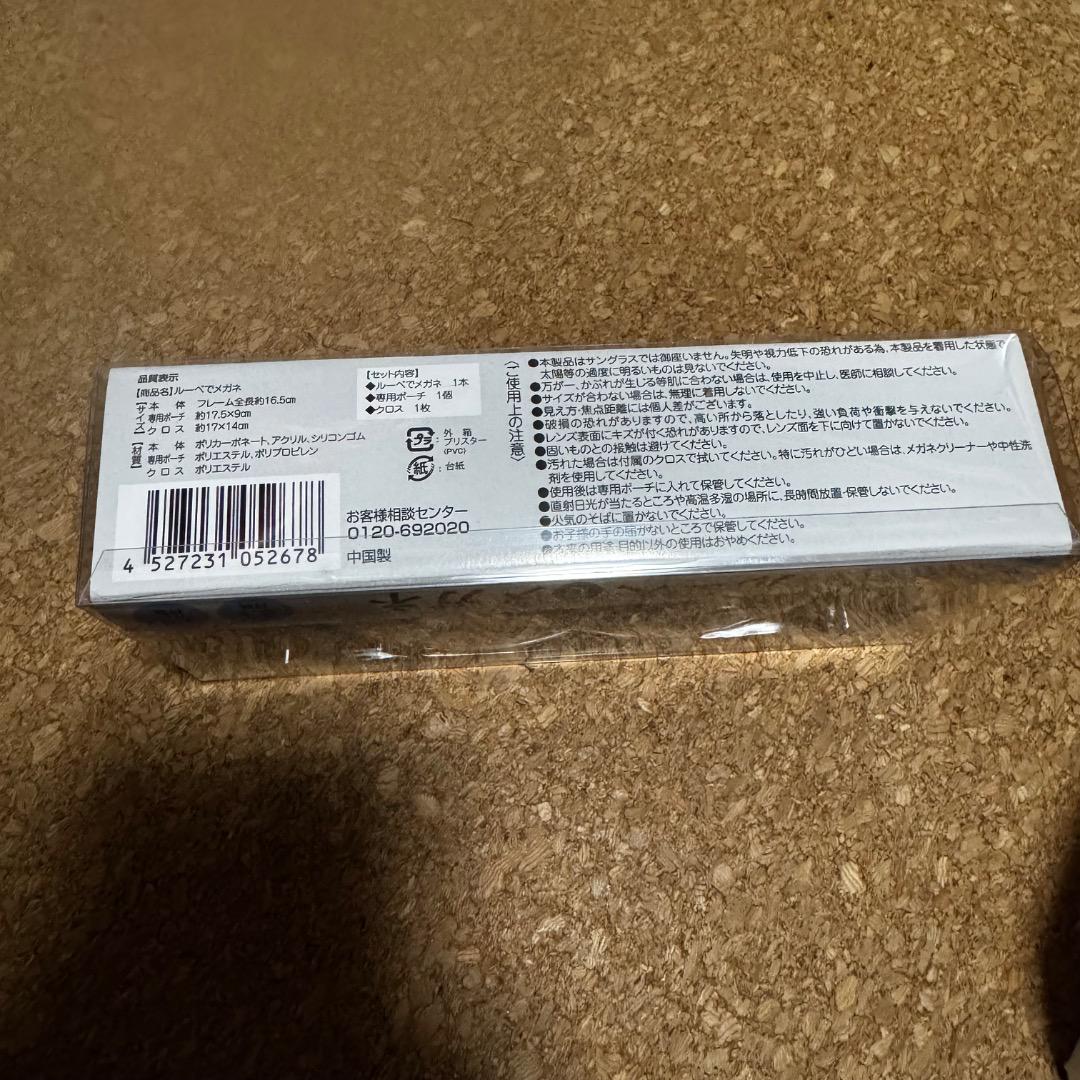 品質表示
【商品名】ルーペでメガネ
【サイズ】
本体 フレーム全長約16.5cm
専用ポーチ 約17.5×9cm
クロス 約17×14cm
【材質】
本体 ポリカーボネート、アクリル、シリコンゴム
専用ポーチ ポリエステル、ポリプロピレン
クロス ポリエステル
4 527231 052678
【セット内容】
◆ルーペでメガネ 1本
◆専用ポーチ 1個
◆クロス 1枚
プラ
外箱
ブリスター
(PVC)
紙
台紙
お客様相談センター
0120-692020
中国製
〈ご使用上の注意〉
●本製品はサングラスでは御座いません。失明や視力低下の恐れがある為、本製品を着用した状態で
太陽等の過度に明るいものは見ないでください。
●万が一、かぶれが生じる等肌に合わない場合は、使用を中止し、医師に相談してください。
●サイズが合わない場合は、無理に着用しないでください。
●見え方・焦点距離には個人差がございます。
●破損の恐れがありますので、高い所から落としたり、強い負荷や衝撃を与えないでください。
●レンズ表面にキズが付く恐れがありますので、レンズ面を下に向けて置かないでください。
●固いものとの接触は避けてください。
●汚れた場合は付属のクロスで拭いてください。特に汚れがひどい場合は、メガネクリーナーや中性洗
剤を使用してください。
●使用後は専用ポーチに入れて保管してください。
●直射日光が当たるところや高温多湿の場所に、長時間放置・保管しないでください。
●火気のそばに置かないでください。
●お子様の手の届かないところで保管してください。
●本来の用途・目的以外の使用はおやめください。